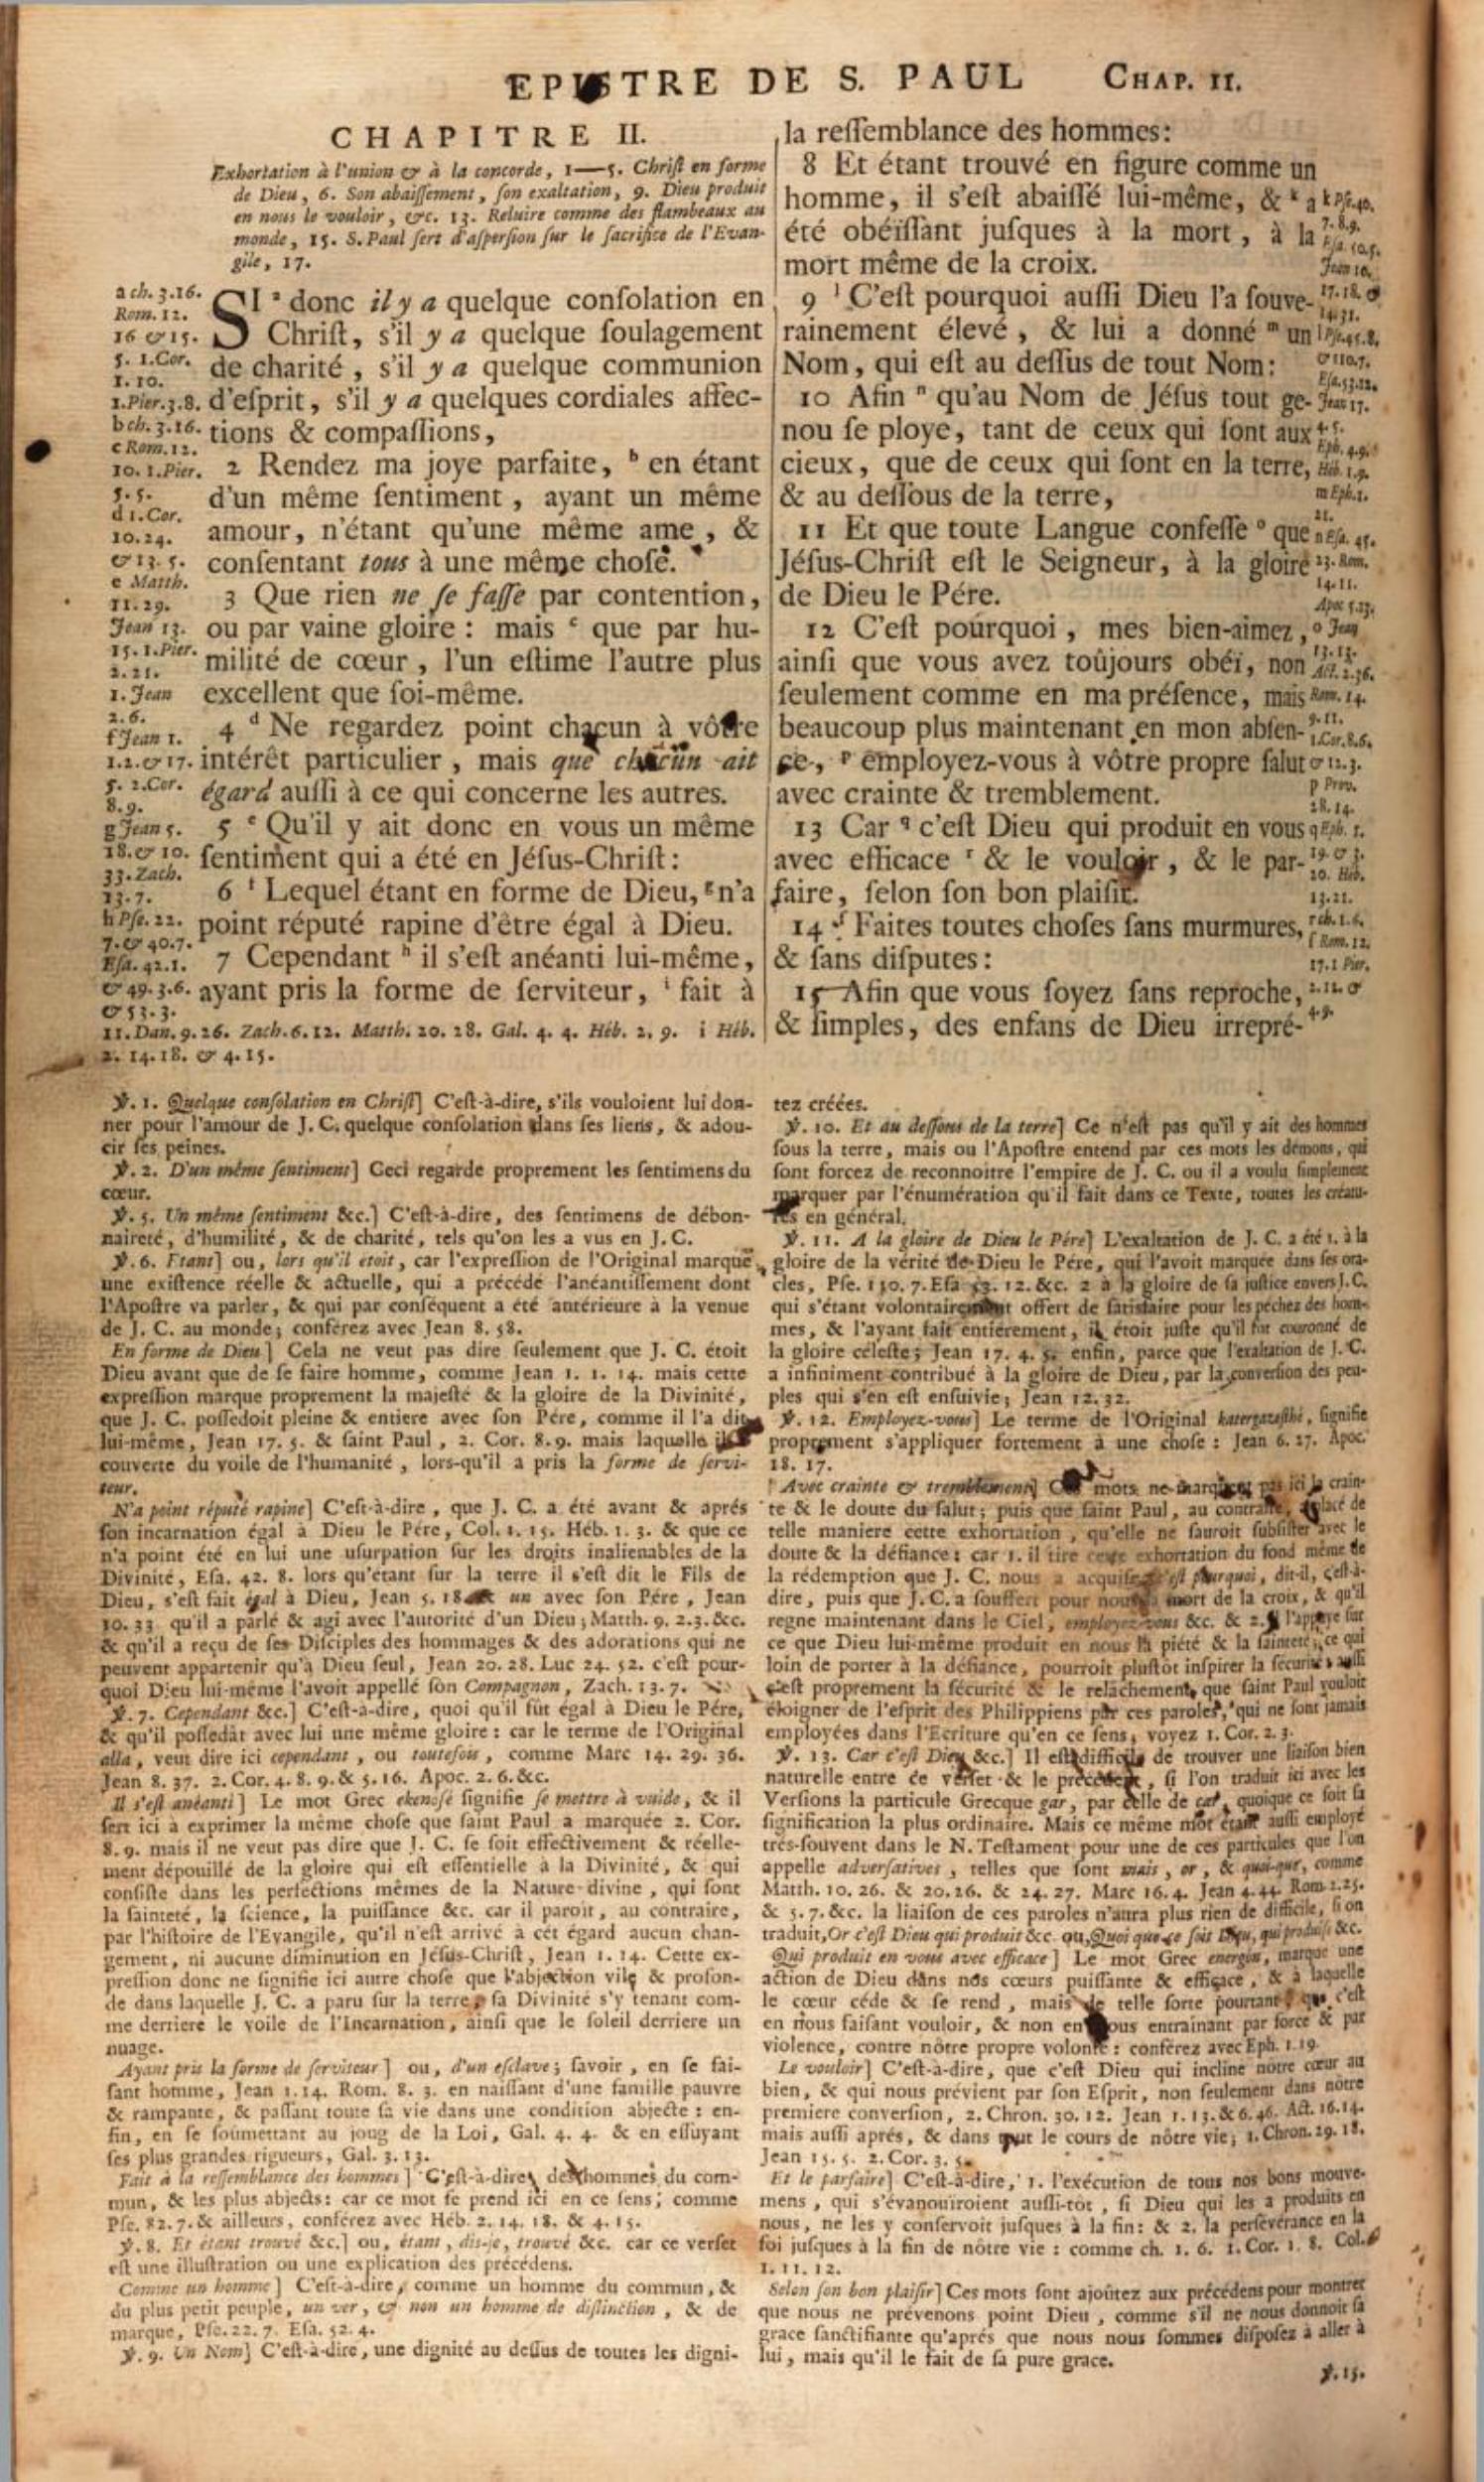 EPISTRE DE S. PAUL CHAP. II.
CHAPITRE II.
Exhortation à l'union & à la concorde, 1—5. Christ en forme
de Dieu, 6. Son abaissement, son exaltation, 9. Dieu produit
en nous le vouloir, &c. 13. Reluire comme des flambeaux au
monde, 15. S. Paul sert d'aspersion sur le sacrifice de l'Evan-
gile, 17.
a ch. 3.16.
Rom. 12.
16 & 15.
5. 1.Cor.
1. 10.
1.Pier.3.8.
b ch. 3.16.
c Rom. 12.
10. 1.Pier.
5. 5.
d 1.Cor.
10.24.
& 13. 5.
e Matth.
11.29.
Jean 13.
15. 1.Pier.
2.21.
1. Jean
2.6.
f Jean 1.
1.2. & 17.
5. 2.Cor.
8.9.
g Jean 5.
18. & 10.
33. Zach.
13.7.
h Pse. 22.
7. & 40.7.
Esa. 42.1.
& 49.3.6.
& 53.3.
11. Dan. 9.26. Zach. 6.12. Matth. 20. 28. Gal. 4. 4. Héb. 2. 9. i Héb.
2. 14.18. & 4.15.
SI ª donc il y a quelque consolation en
Christ, s'il y a quelque soulagement
de charité, s'il y a quelque communion
d'esprit, s'il y a quelques cordiales affec-
tions & compassions,
2 Rendez ma joye parfaite, ᵇ en étant
d'un même sentiment, ayant un même
amour, n'étant qu'une même ame, &
consentant tous à une même chose.
3 Que rien ne se fasse par contention,
ou par vaine gloire : mais ᶜ que par hu-
milité de cœur, l'un estime l'autre plus
excellent que soi-même.
4 ᵈ Ne regardez point chacun à vôtre
intérêt particulier, mais que chacun ait
égard aussi à ce qui concerne les autres.
5 ᵉ Qu'il y ait donc en vous un même
sentiment qui a été en Jésus-Christ :
6 ᶠ Lequel étant en forme de Dieu, ᵍ n'a
point réputé rapine d'être égal à Dieu.
7 Cependant ʰ il s'est anéanti lui-même,
ayant pris la forme de serviteur, ⁱ fait à
la ressemblance des hommes:
8 Et étant trouvé en figure comme un
homme, il s'est abaissé lui-même, & ᵏ a
été obéïssant jusques à la mort, à la
mort même de la croix.
9 ˡ C'est pourquoi aussi Dieu l'a souve-
rainement élevé, & lui a donné ᵐ un
Nom, qui est au dessus de tout Nom:
10 Afin ⁿ qu'au Nom de Jésus tout ge-
nou se ploye, tant de ceux qui sont aux
cieux, que de ceux qui sont en la terre,
& au dessous de la terre,
11 Et que toute Langue confesse ᵒ que
Jésus-Christ est le Seigneur, à la gloire
de Dieu le Pére.
12 C'est pourquoi, mes bien-aimez,
ainsi que vous avez toûjours obéi, non
seulement comme en ma présence, mais
beaucoup plus maintenant en mon absen-
ce, ᵖ employez-vous à vôtre propre salut
avec crainte & tremblement.
13 Car ᑫ c'est Dieu qui produit en vous
avec efficace ʳ & le vouloir, & le par-
faire, selon son bon plaisir.
14 ˢ Faites toutes choses sans murmures,
& sans disputes:
15 Afin que vous soyez sans reproche,
& simples, des enfans de Dieu irrepré-
k Pse.40.
7.8.9.
Esa. 50.5.
Jean 10.
17.18. &
14.31.
l Pse.45.8.
& 110.7.
Esa.53.12.
Jean 17.
4.5.
Eph. 4.9.
Héb. 1.9.
m Eph.1.
21.
n Esa. 45.
23. Rom.
14.11.
Apoc 5.13.
o Jean
13.13.
Act. 2.36.
Rom. 14.
9.11.
1.Cor.8.6.
& 12.3.
p Prov.
28.14.
q Eph. 1.
19. & 3.
20. Héb.
13.21.
r ch. 1.6.
s Rom. 12.
17. 1 Pier.
2.12. &
4.9.
℣. 1. Quelque consolation en Christ] C'est-à-dire, s'ils vouloient lui don-
ner pour l'amour de J. C. quelque consolation dans ses liens, & adou-
cir ses peines.
℣. 2. D'un même sentiment] Ceci regarde proprement les sentimens du
cœur.
℣. 5. Un même sentiment &c.] C'est-à-dire, des sentimens de débon-
naireté, d'humilité, & de charité, tels qu'on les a vus en J. C.
℣. 6. Etant] ou, lors qu'il étoit, car l'expression de l'Original marque
une existence réelle & actuelle, qui a précédé l'anéantissement dont
l'Apostre va parler, & qui par conséquent a été antérieure à la venue
de J. C. au monde; conférez avec Jean 8. 58.
En forme de Dieu] Cela ne veut pas dire seulement que J. C. étoit
Dieu avant que de se faire homme, comme Jean 1. 1. 14. mais cette
expression marque proprement la majesté & la gloire de la Divinité,
que J. C. possedoit pleine & entiere avec son Pére, comme il l'a dit
lui-même, Jean 17. 5. & saint Paul, 2. Cor. 8. 9. mais laquelle il
couverte du voile de l'humanité, lors-qu'il a pris la forme de servi-
teur.
N'a point réputé rapine] C'est-à-dire, que J. C. a été avant & aprés
son incarnation égal à Dieu le Pére, Col. 1. 15. Héb. 1. 3. & que ce
n'a point été en lui une usurpation sur les droits inalienables de la
Divinité, Esa. 42. 8. lors qu'étant sur la terre il s'est dit le Fils de
Dieu, s'est fait égal à Dieu, Jean 5. 18. un avec son Pére, Jean
10. 33 qu'il a parlé & agi avec l'autorité d'un Dieu; Matth. 9. 2.3. &c.
& qu'il a reçu de ses Disciples des hommages & des adorations qui ne
peuvent appartenir qu'à Dieu seul, Jean 20. 28. Luc 24. 52. c'est pour-
quoi Dieu lui-même l'avoit appellé son Compagnon, Zach. 13. 7.
℣. 7. Cependant &c.] C'est-à-dire, quoi qu'il fût égal à Dieu le Pére,
& qu'il possedât avec lui une même gloire : car le terme de l'Original
alla, veut dire ici cependant, ou toutefois, comme Marc 14. 29. 36.
Jean 8. 37. 2. Cor. 4. 8. 9. & 5. 16. Apoc. 2. 6. &c.
Il s'est anéanti] Le mot Grec ekenose signifie se mettre à vuide, & il
sert ici à exprimer la même chose que saint Paul a marquée 2. Cor.
8. 9. mais il ne veut pas dire que J. C. se soit effectivement & réelle-
ment dépouillé de la gloire qui est essentielle à la Divinité, & qui
consiste dans les perfections mêmes de la Nature divine, qui sont
la sainteté, la science, la puissance &c. car il paroit, au contraire,
par l'histoire de l'Evangile, qu'il n'est arrivé à cét égard aucun chan-
gement, ni aucune diminution en Jésus-Christ, Jean 1. 14. Cette ex-
pression donc ne signifie ici autre chose que l'abjection vile & profon-
de dans laquelle J. C. a paru sur la terre, sa Divinité s'y tenant com-
me derriere le voile de l'Incarnation, ainsi que le soleil derriere un
nuage.
Ayant pris la forme de serviteur] ou, d'un esclave; savoir, en se fai-
sant homme, Jean 1. 14. Rom. 8. 3. en naissant d'une famille pauvre
& rampante, & passant toute sa vie dans une condition abjecte : en-
fin, en se soûmettant au joug de la Loi, Gal. 4. 4. & en essuyant
ses plus grandes rigueurs, Gal. 3. 13.
Fait à la ressemblance des hommes] C'est-à-dire, des hommes du com-
mun, & les plus abjects: car ce mot se prend ici en ce sens; comme
Pse. 82. 7. & ailleurs, conférez avec Héb. 2. 14. 18. & 4. 15.
℣. 8. Et étant trouvé &c.] ou, étant, dis-je, trouvé &c. car ce verset
est une illustration ou une explication des précédens.
Comme un homme] C'est-à-dire, comme un homme du commun, &
du plus petit peuple, un ver, & non un homme de distinction, & de
marque, Pse. 22. 7. Esa. 52. 4.
℣. 9. Un Nom] C'est-à-dire, une dignité au dessus de toutes les digni-
tez créées.
℣. 10. Et au dessous de la terre] Ce n'est pas qu'il y ait des hommes
sous la terre, mais ou l'Apostre entend par ces mots les démons, qui
sont forcez de reconnoitre l'empire de J. C. ou il a voulu simplement
marquer par l'énumération qu'il fait dans ce Texte, toutes les créatu-
res en général.
℣. 11. A la gloire de Dieu le Pére] L'exaltation de J. C. a été 1. à la
gloire de la vérité de Dieu le Pére, qui l'avoit marquée dans ses ora-
cles, Pse. 110. 7. Esa 53. 12. &c. 2 à la gloire de sa justice envers J. C.
qui s'étant volontairement offert de satisfaire pour les péchez des hom-
mes, & l'ayant fait entiérement, il étoit juste qu'il fut couronné de
la gloire céleste; Jean 17. 4. 5. enfin, parce que l'exaltation de J. C.
a infiniment contribué à la gloire de Dieu, par la conversion des peu-
ples qui s'en est ensuivie; Jean 12. 32.
℣. 12. Employez-vous] Le terme de l'Original katergazesthe, signifie
proprement s'appliquer fortement à une chose : Jean 6. 27. Apoc.
18. 17.
Avec crainte & tremblement] Ces mots ne marquent pas ici la crain-
te & le doute du salut; puis que saint Paul, au contraire, a placé de
telle maniere cette exhortation, qu'elle ne sauroit subsister avec le
doute & la défiance : car 1. il tire cette exhortation du fond même de
la rédemption que J. C. nous a acquise, c'est pourquoi, dit-il, c'est-à-
dire, puis que J. C. a souffert pour nous la mort de la croix, & qu'il
regne maintenant dans le Ciel, employez-vous &c. & 2. il l'appuye sur
ce que Dieu lui-même produit en nous la piété & la sainteté; ce qui
loin de porter à la défiance, pourroit plustôt inspirer la sécurité; aussi
c'est proprement la sécurité & le relâchement, que saint Paul vouloit
éloigner de l'esprit des Philippiens par ces paroles, qui ne sont jamais
employées dans l'Ecriture qu'en ce sens, voyez 1. Cor. 2. 3.
℣. 13. Car c'est Dieu &c.] Il est difficile de trouver une liaison bien
naturelle entre ce verset & le précédent, si l'on traduit ici avec les
Versions la particule Grecque gar, par celle de car, quoique ce soit sa
signification la plus ordinaire. Mais ce même mot étant aussi employé
trés-souvent dans le N. Testament pour une de ces particules que l'on
appelle adversatives, telles que sont mais, or, & quoi-que, comme
Matth. 10. 26. & 20. 26. & 24. 27. Marc 16. 4. Jean 4. 44. Rom 2. 25.
& 5. 7. &c. la liaison de ces paroles n'aura plus rien de difficile, si on
traduit, Or c'est Dieu qui produit &c. ou, Quoi que ce soit Dieu, qui produise &c.
Qui produit en vous avec efficace] Le mot Grec energôn, marque une
action de Dieu dans nos cœurs puissante & efficace, & à laquelle
le cœur céde & se rend, mais de telle sorte pourtant, que c'est
en nous faisant vouloir, & non en nous entraînant par force & par
violence, contre nôtre propre volonté : conférez avec Eph. 1. 19.
Le vouloir] C'est-à-dire, que c'est Dieu qui incline nôtre cœur au
bien, & qui nous prévient par son Esprit, non seulement dans nôtre
premiere conversion, 2. Chron. 30. 12. Jean 1. 13. & 6. 46. Act. 16. 14.
mais aussi aprés, & dans tout le cours de nôtre vie; 1. Chron. 29. 18.
Jean 15. 5. 2. Cor. 3. 5.
Et le parfaire] C'est-à-dire, 1. l'exécution de tous nos bons mouve-
mens, qui s'évanouiroient aussi-tôt, si Dieu qui les a produits en
nous, ne les y conservoit jusques à la fin: & 2. la perséverance en la
foi jusques à la fin de nôtre vie : comme ch. 1. 6. 1. Cor. 1. 8. Col.
1. 11. 12.
Selon son bon plaisir] Ces mots sont ajoûtez aux précédens pour montrer
que nous ne prévenons point Dieu, comme s'il ne nous donnoit sa
grace sanctifiante qu'aprés que nous nous sommes disposez à aller à
lui, mais qu'il le fait de sa pure grace.
℣. 15.